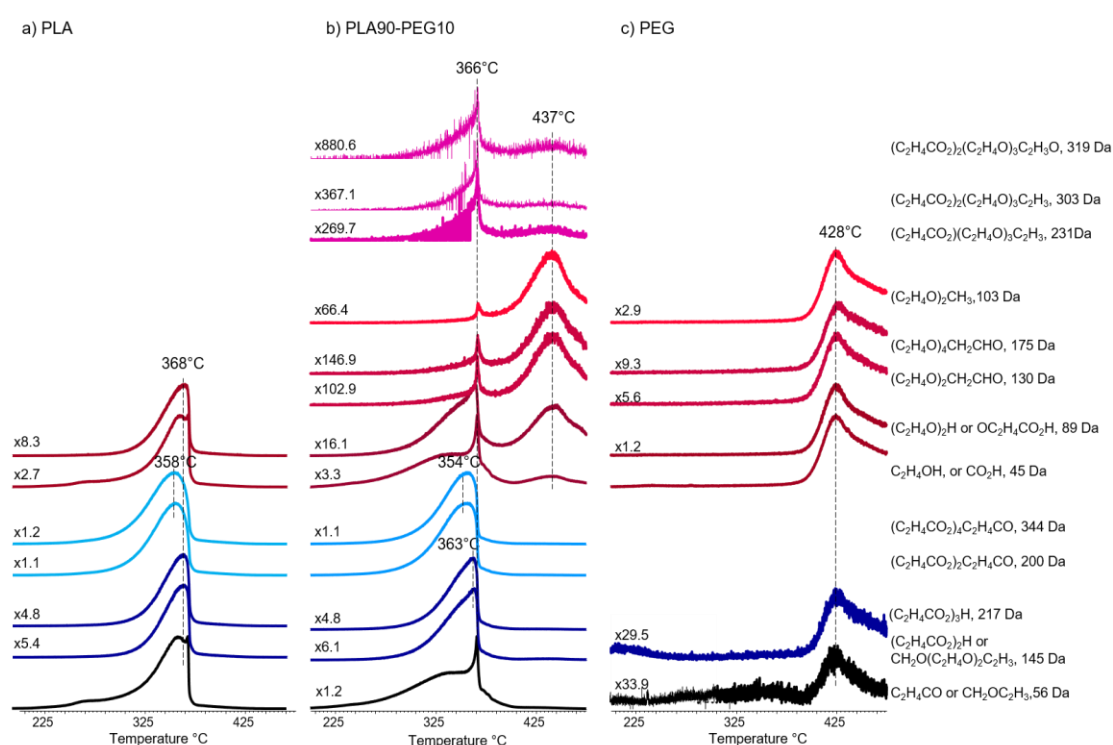 a) PLA
b) PLA90-PEG10
c) PEG
366°C
437°C
x880.6
(C₂H₄CO₂)₂(C₂H₄O)₃C₂H₃O, 319 Da
x367.1
(C₂H₄CO₂)₂(C₂H₄O)₃C₂H₃, 303 Da
x269.7
428°C
(C₂H₄CO₂)(C₂H₄O)₃C₂H₃, 231Da
x66.4
x2.9
(C₂H₄O)₂CH₃,103 Da
x146.9
x9.3
(C₂H₄O)₄CH₂CHO, 175 Da
368°C
x102.9
x5.6
(C₂H₄O)₂CH₂CHO, 130 Da
x8.3
x16.1
x1.2
(C₂H₄O)₂H or OC₂H₄CO₂H, 89 Da
x2.7
x3.3
C₂H₄OH, or CO₂H, 45 Da
358°C
354°C
x1.2
x1.1
(C₂H₄CO₂)₄C₂H₄CO, 344 Da
x1.1
363°C
(C₂H₄CO₂)₂C₂H₄CO, 200 Da
x4.8
x4.8
(C₂H₄CO₂)₃H, 217 Da
x5.4
x6.1
x29.5
(C₂H₄CO₂)₂H or
CH₂O(C₂H₄O)₂C₂H₃, 145 Da
x1.2
x33.9
C₂H₄CO or CH₂OC₂H₃,56 Da
225
325
425
225
325
425
225
325
425
Temperature °C
Temperature °C
Temperature °C